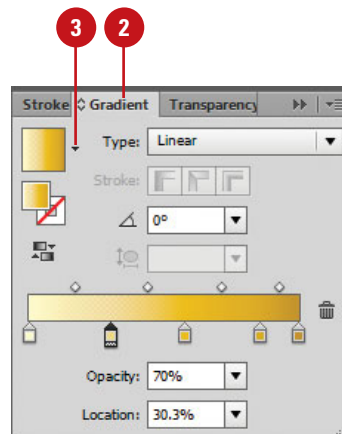 3 2
Stroke Gradient Transparency
Type: Linear
Stroke:
0°
Opacity: 70%
Location: 30.3%